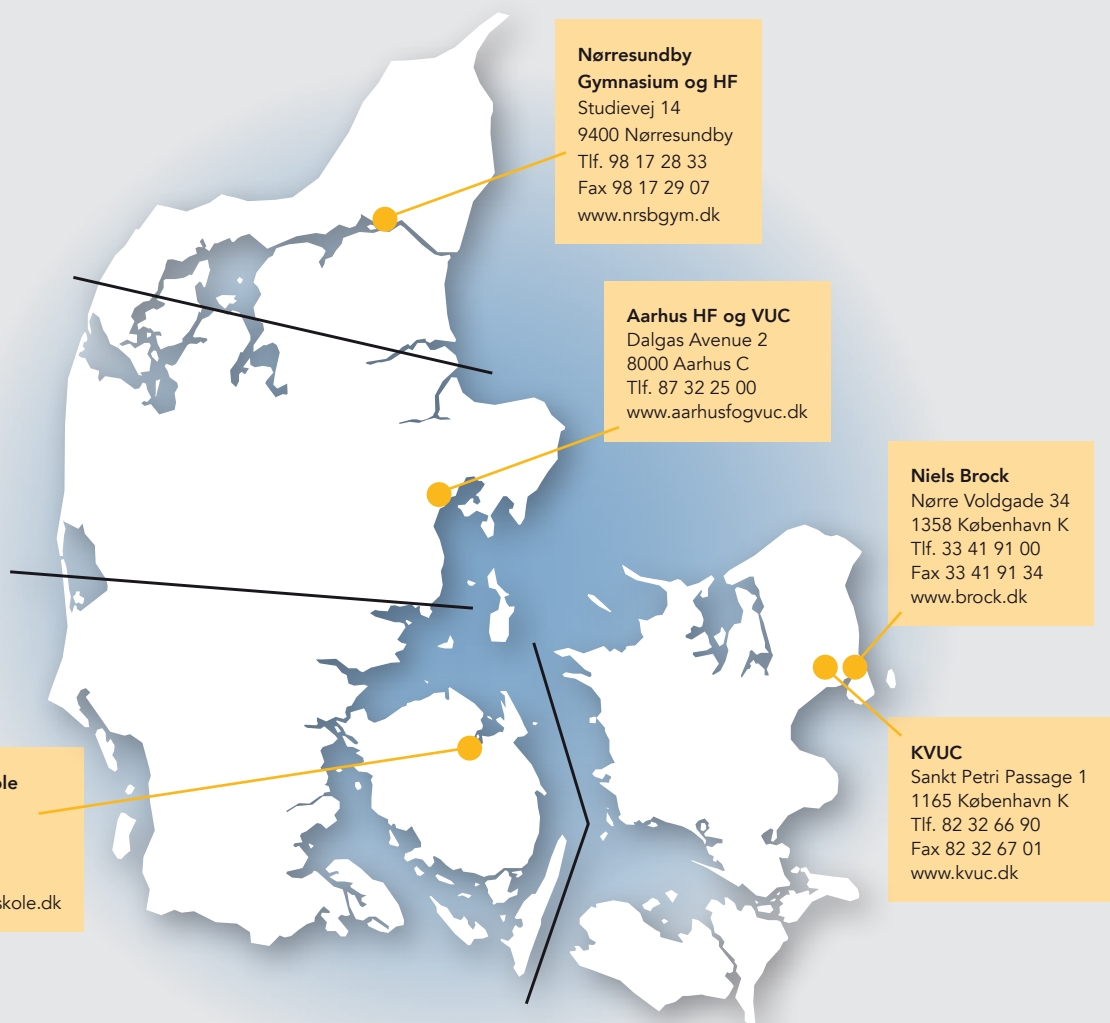 Nørresundby
Gymnasium og HF
Studievej 14
9400 Nørresundby
Tlf. 98 17 28 33
Fax 98 17 29 07
www.nrsbgym.dk
Aarhus HF og VUC
Dalgas Avenue 2
8000 Aarhus C
Tlf. 87 32 25 00
www.aarhusfogvuc.dk
Niels Brock
Nørre Voldgade 34
1358 København K
Tlf. 33 41 91 00
Fax 33 41 91 34
www.brock.dk
KVUC
Sankt Petri Passage 1
1165 København K
Tlf. 82 32 66 90
Fax 82 32 67 01
www.kvuc.dk
skole.dk